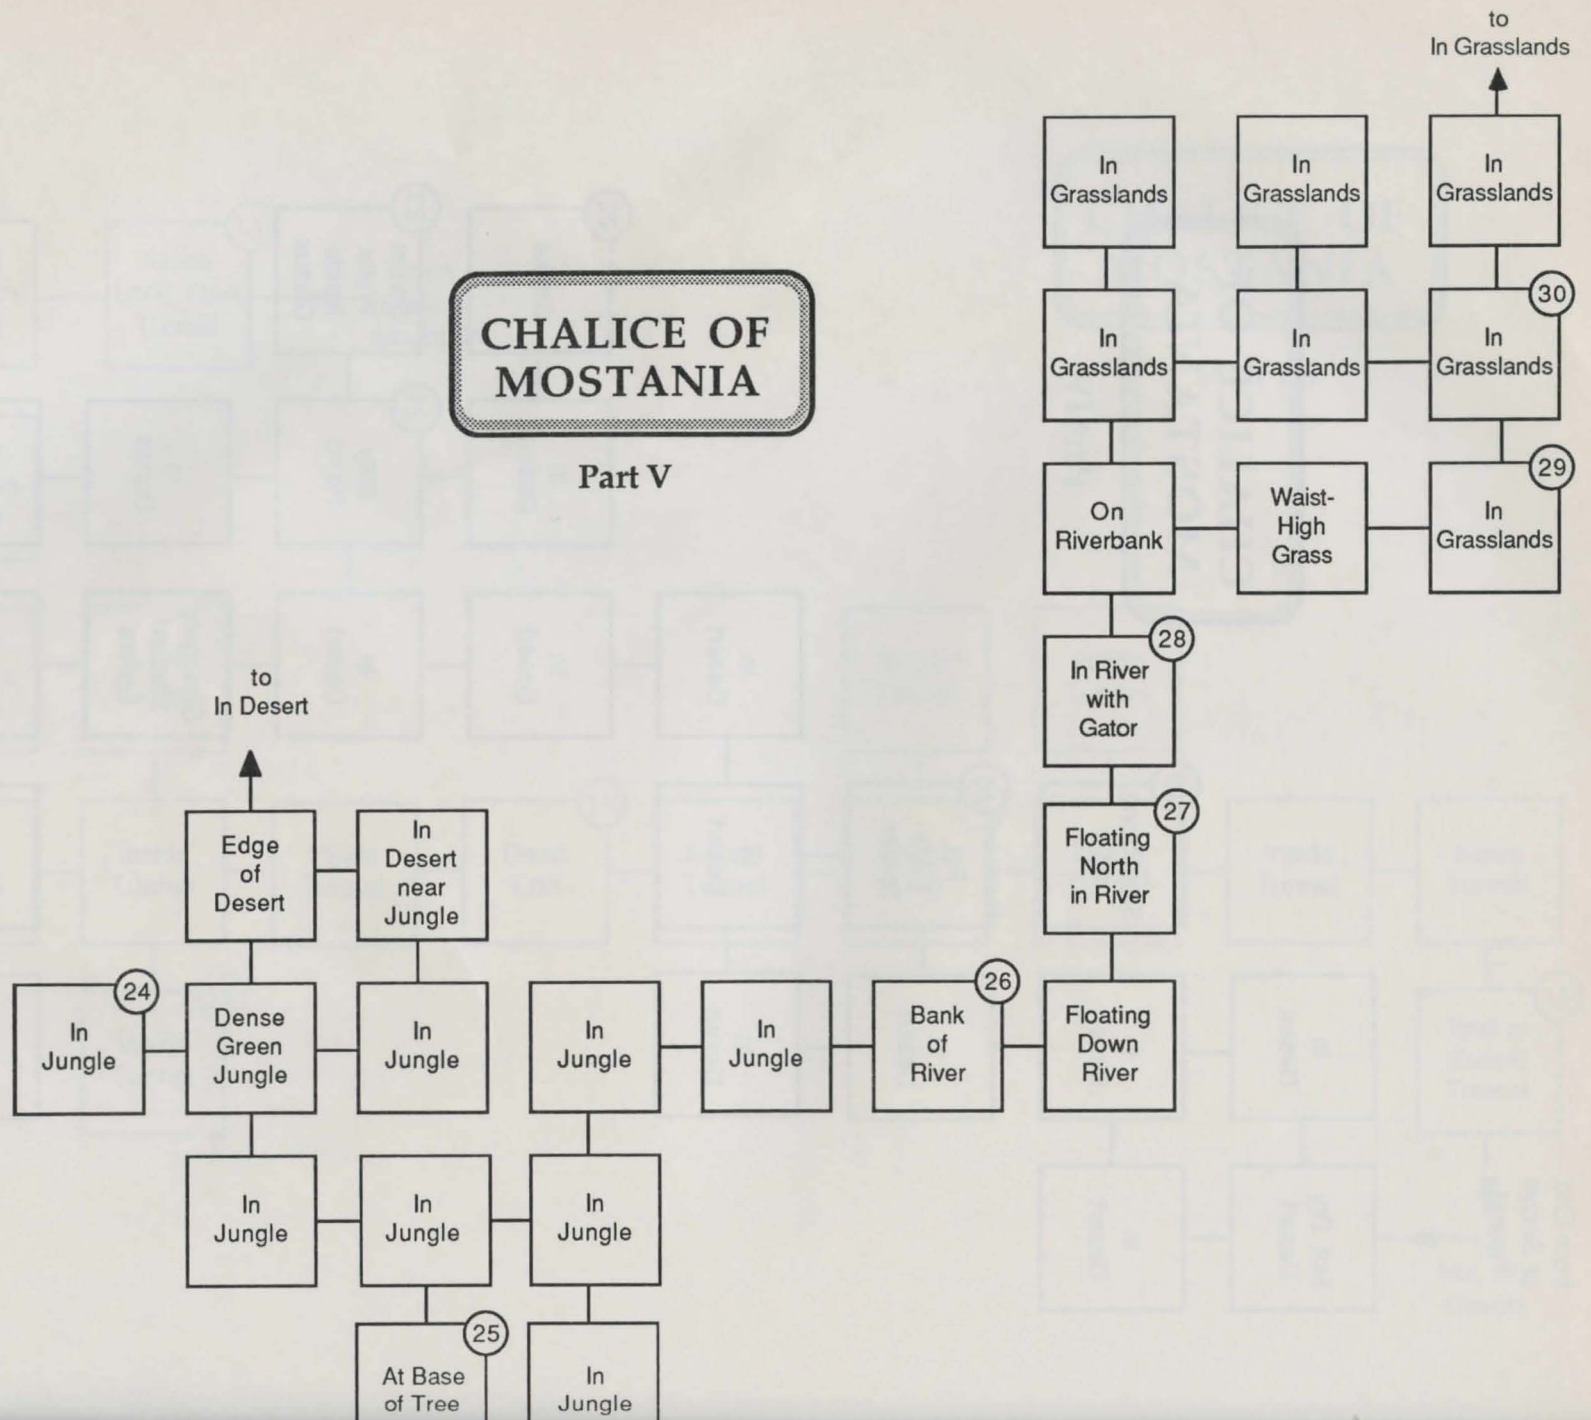 to
In Grasslands
In
Grasslands
In
Grasslands
In
Grasslands
CHALICE OF
MOSTANIA
Part V
30
In
Grasslands
In
Grasslands
In
Grasslands
29
On
Riverbank
Waist-
High
Grass
In
Grasslands
28
In River
with
Gator
to
In Desert
27
Floating
North
in River
Edge
of
Desert
In
Desert
near
Jungle
24
In
Jungle
Dense
Green
Jungle
In
Jungle
In
Jungle
In
Jungle
26
Bank
of
River
Floating
Down
River
In
Jungle
In
Jungle
In
Jungle
25
At Base
of Tree
In
Jungle